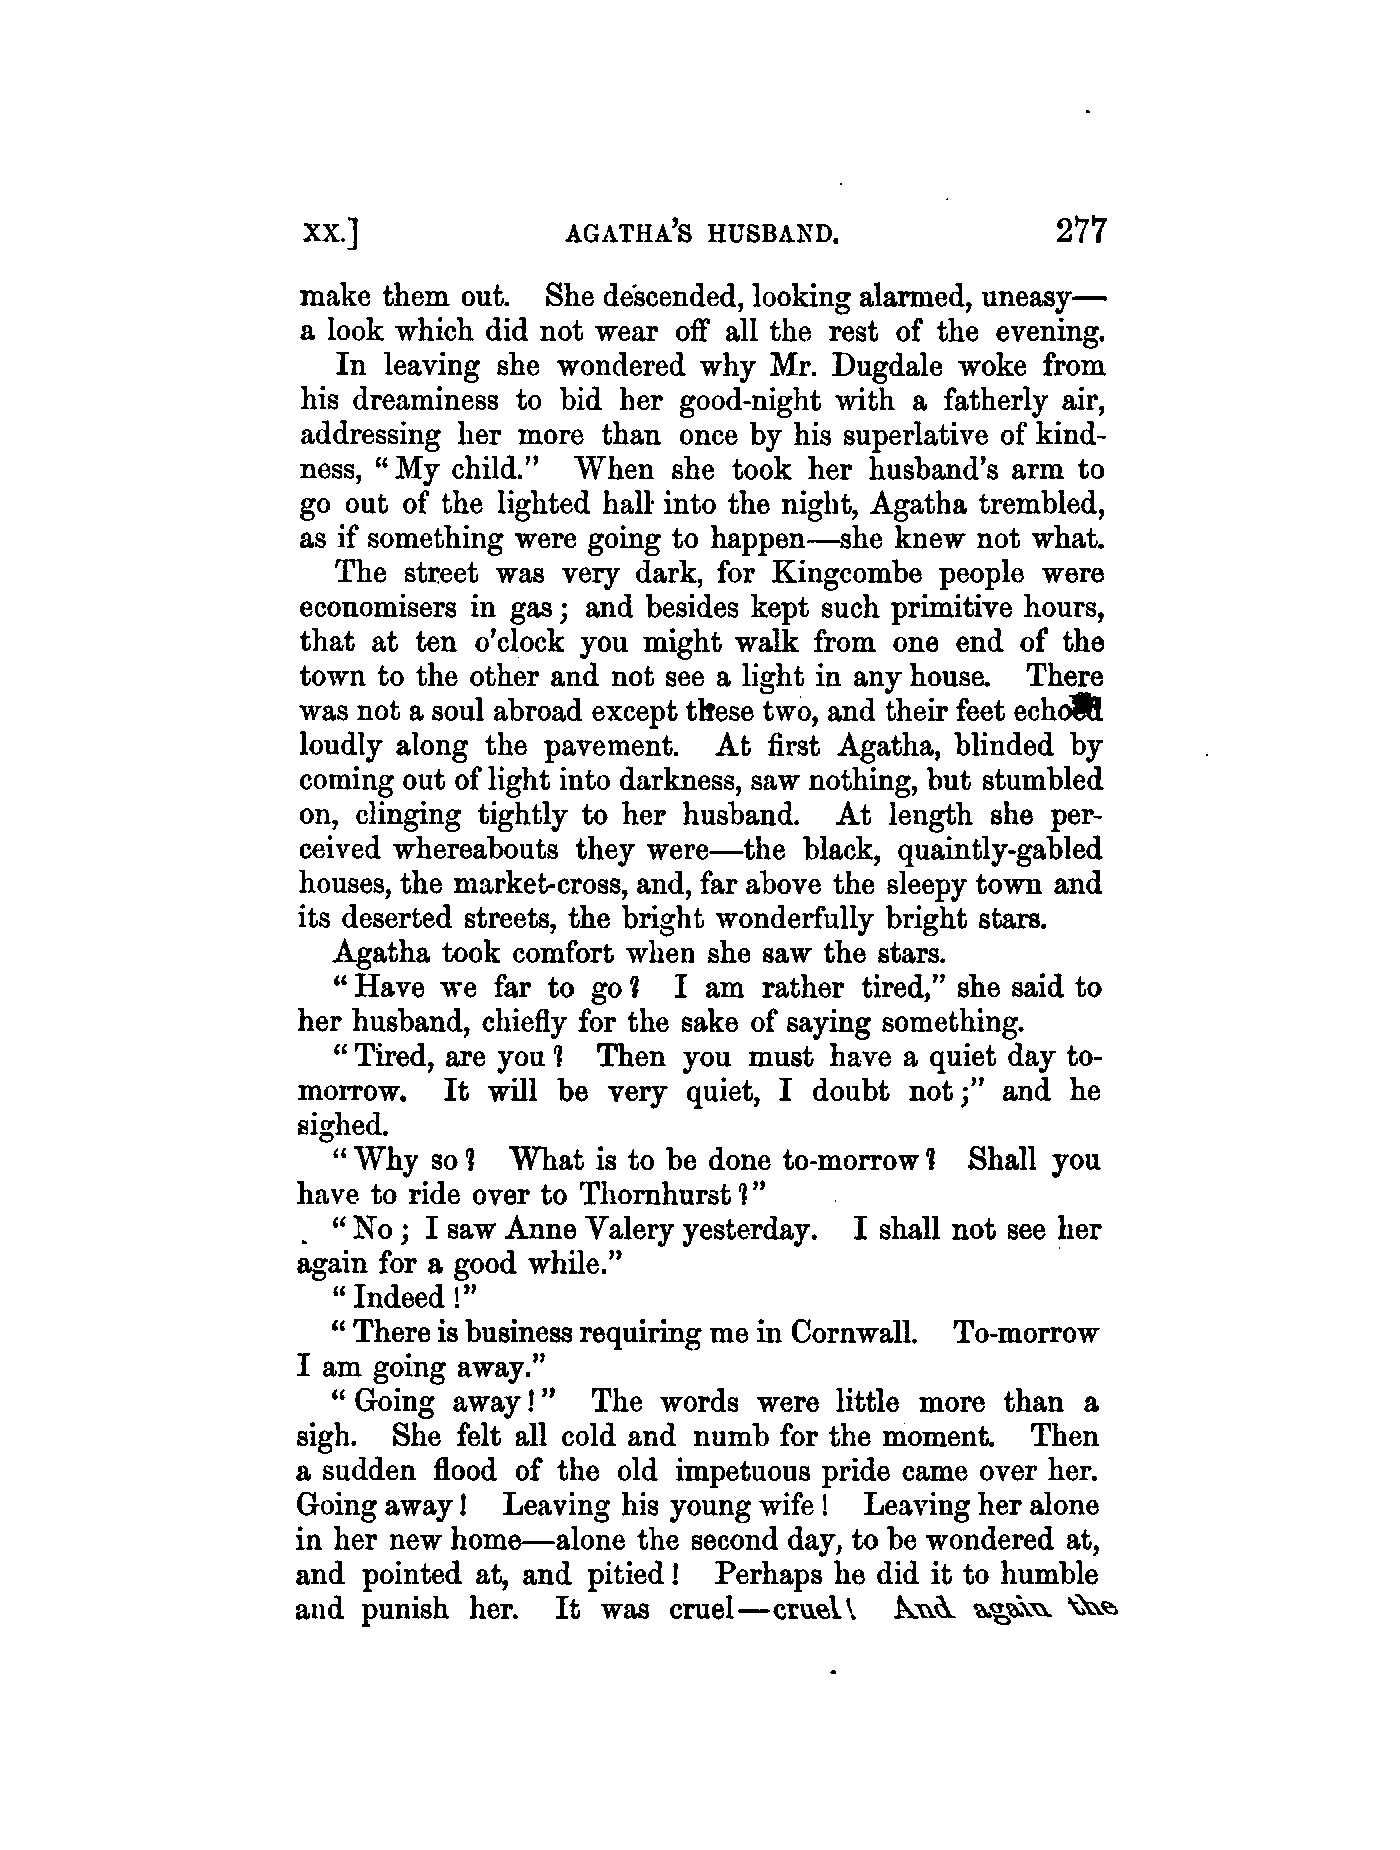 XX.] AGATHA'S HUSBAND. 277
make them out. She descended, looking alarmed, uneasy—
a look which did not wear off all the rest of the evening.
In leaving she wondered why Mr. Dugdale woke from
his dreaminess to bid her good-night with a fatherly air,
addressing her more than once by his superlative of kind-
ness, "My child." When she took her husband's arm to
go out of the lighted hall into the night, Agatha trembled,
as if something were going to happen—she knew not what.
The street was very dark, for Kingcombe people were
economisers in gas; and besides kept such primitive hours,
that at ten o'clock you might walk from one end of the
town to the other and not see a light in any house. There
was not a soul abroad except these two, and their feet echoed
loudly along the pavement. At first Agatha, blinded by
coming out of light into darkness, saw nothing, but stumbled
on, clinging tightly to her husband. At length she per-
ceived whereabouts they were—the black, quaintly-gabled
houses, the market-cross, and, far above the sleepy town and
its deserted streets, the bright wonderfully bright stars.
Agatha took comfort when she saw the stars.
"Have we far to go? I am rather tired," she said to
her husband, chiefly for the sake of saying something.
"Tired, are you? Then you must have a quiet day to-
morrow. It will be very quiet, I doubt not;" and he
sighed.
"Why so? What is to be done to-morrow? Shall you
have to ride over to Thornhurst?"
"No; I saw Anne Valery yesterday. I shall not see her
again for a good while."
"Indeed!"
"There is business requiring me in Cornwall. To-morrow
I am going away."
"Going away!" The words were little more than a
sigh. She felt all cold and numb for the moment. Then
a sudden flood of the old impetuous pride came over her.
Going away! Leaving his young wife! Leaving her alone
in her new home—alone the second day, to be wondered at,
and pointed at, and pitied! Perhaps he did it to humble
and punish her. It was cruel—cruel! And again the